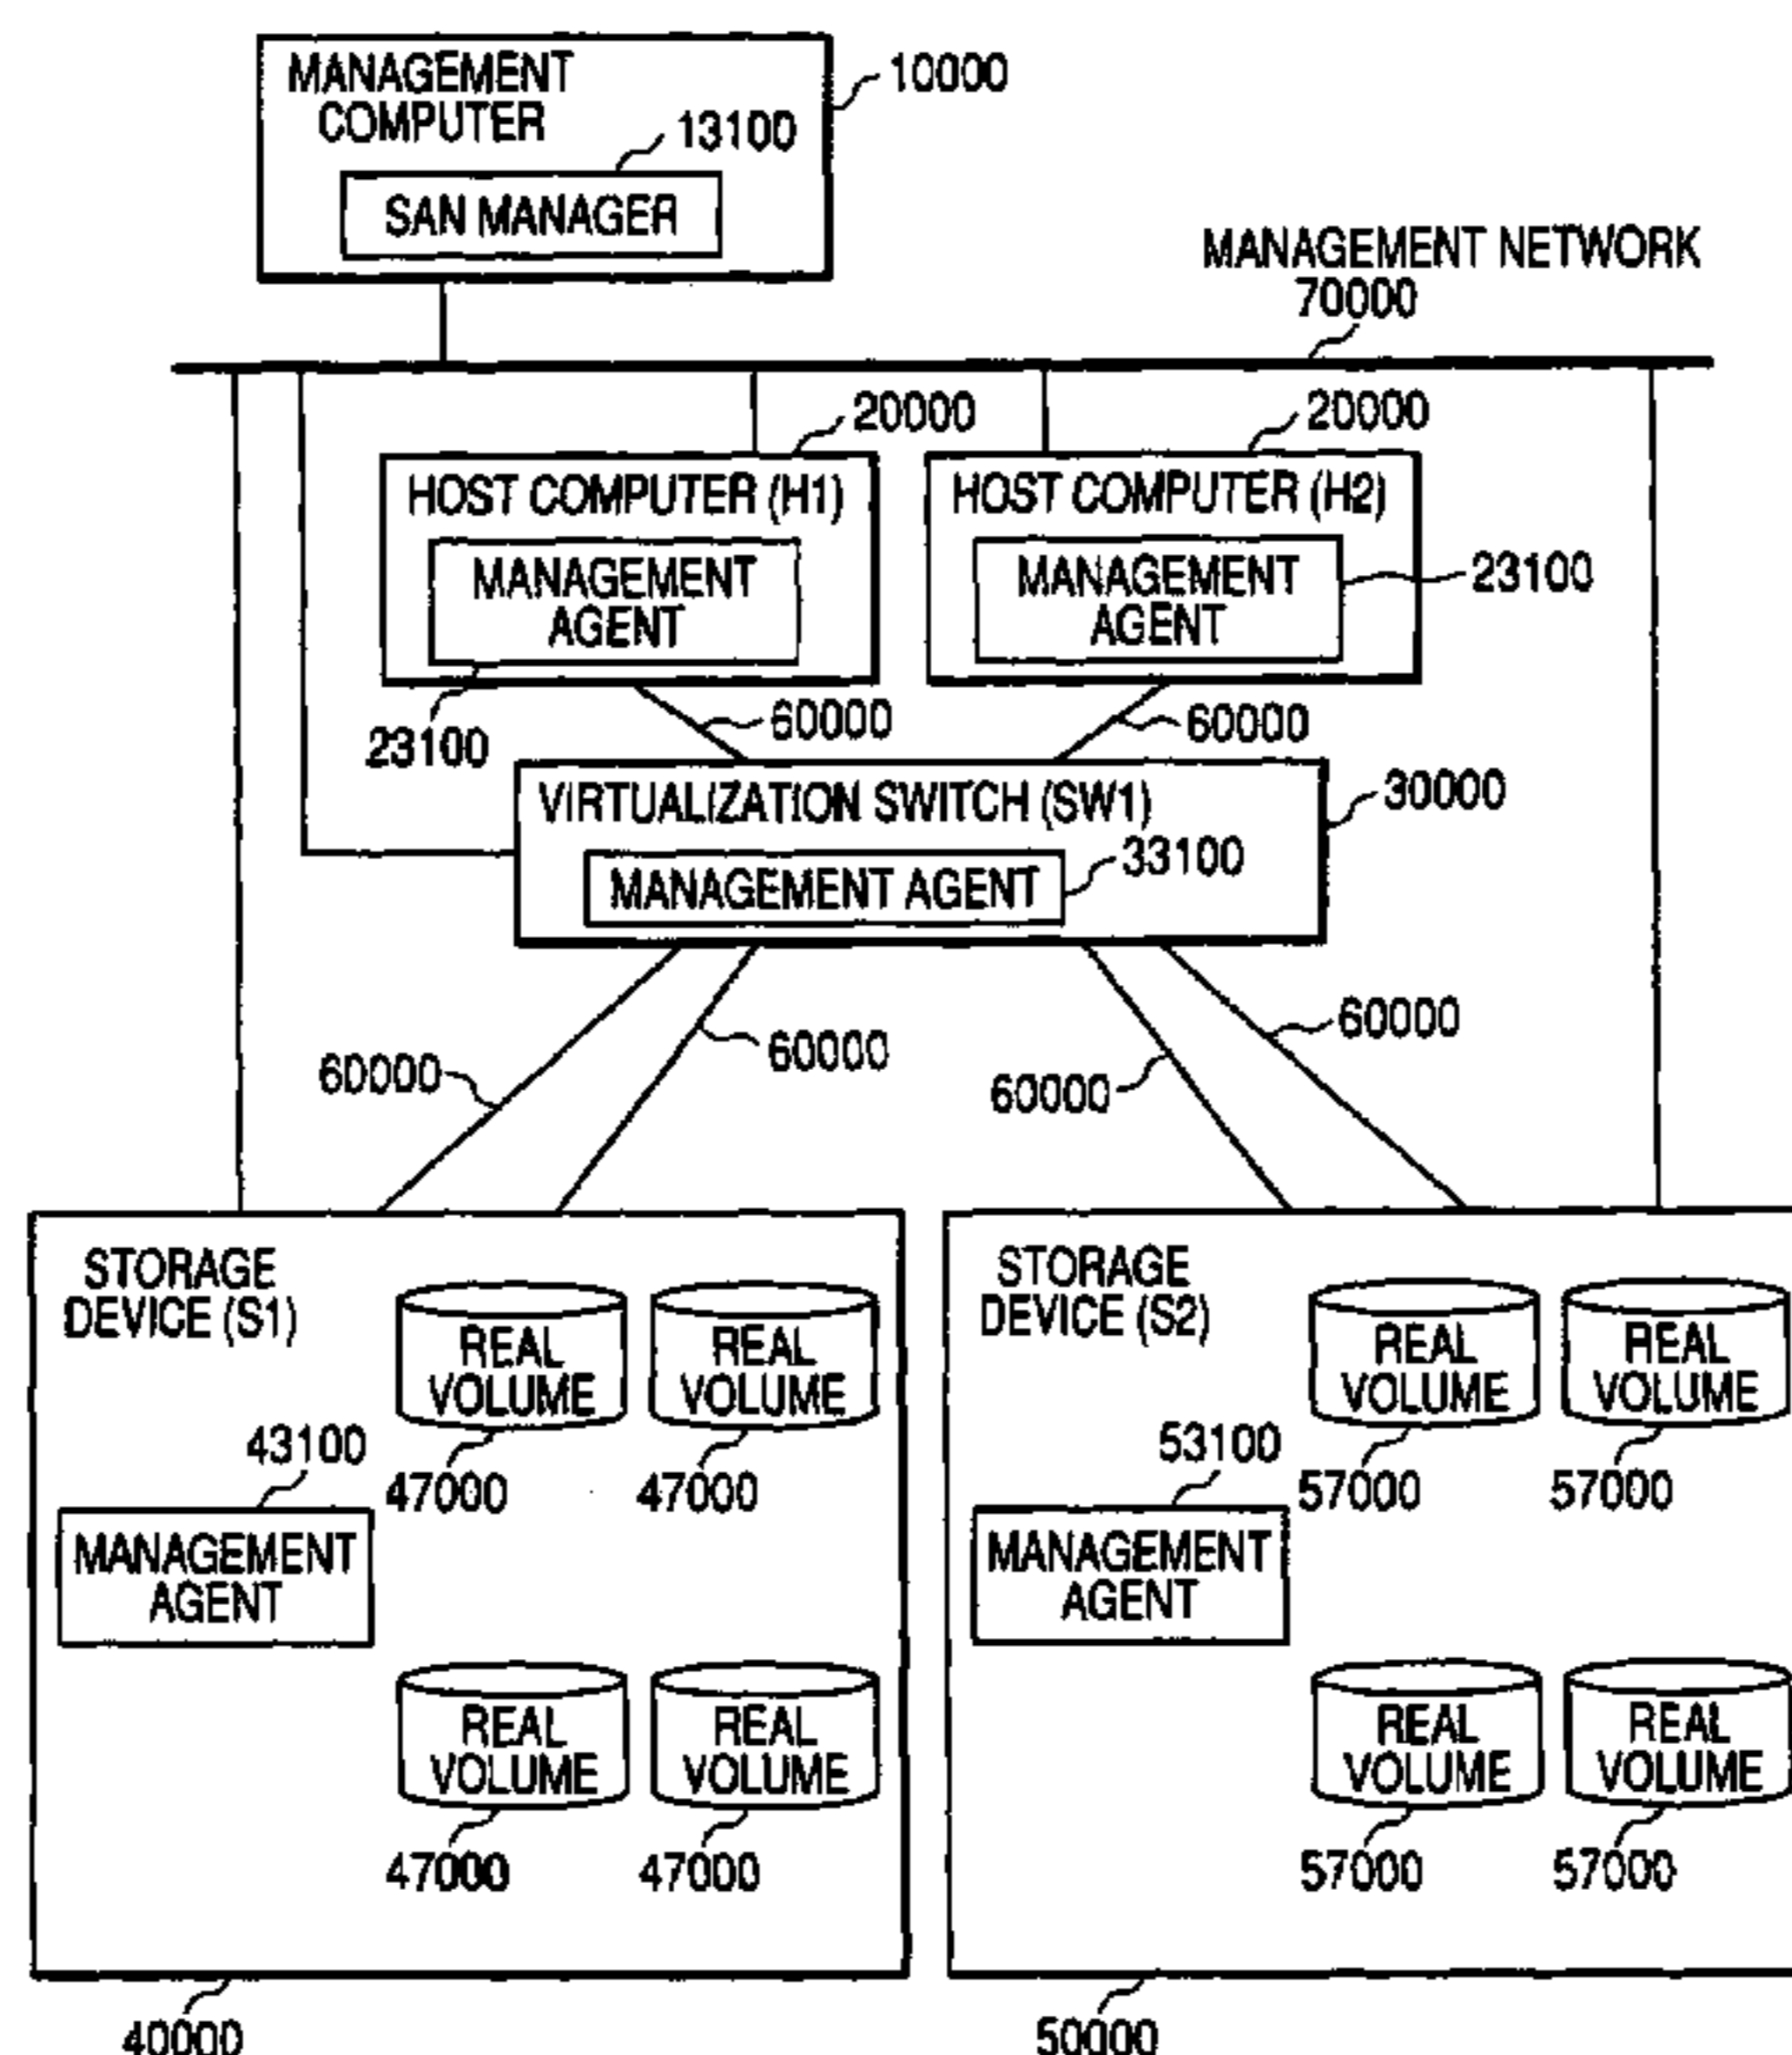 MANAGEMENT
COMPUTER
10000
13100
SAN MANAGER
MANAGEMENT NETWORK
70000
20000
20000
HOST COMPUTER (H1)
HOST COMPUTER (H2)
MANAGEMENT
AGENT
MANAGEMENT
AGENT
23100
23100
60000
60000
VIRTUALIZATION SWITCH (SW1)
30000
33100
MANAGEMENT AGENT
60000
60000
60000
60000
STORAGE
DEVICE (S1)
REAL
VOLUME
REAL
VOLUME
47000
47000
43100
MANAGEMENT
AGENT
REAL
VOLUME
REAL
VOLUME
47000
47000
40000
STORAGE
DEVICE (S2)
REAL
VOLUME
REAL
VOLUME
57000
57000
53100
MANAGEMENT
AGENT
REAL
VOLUME
REAL
VOLUME
57000
57000
50000